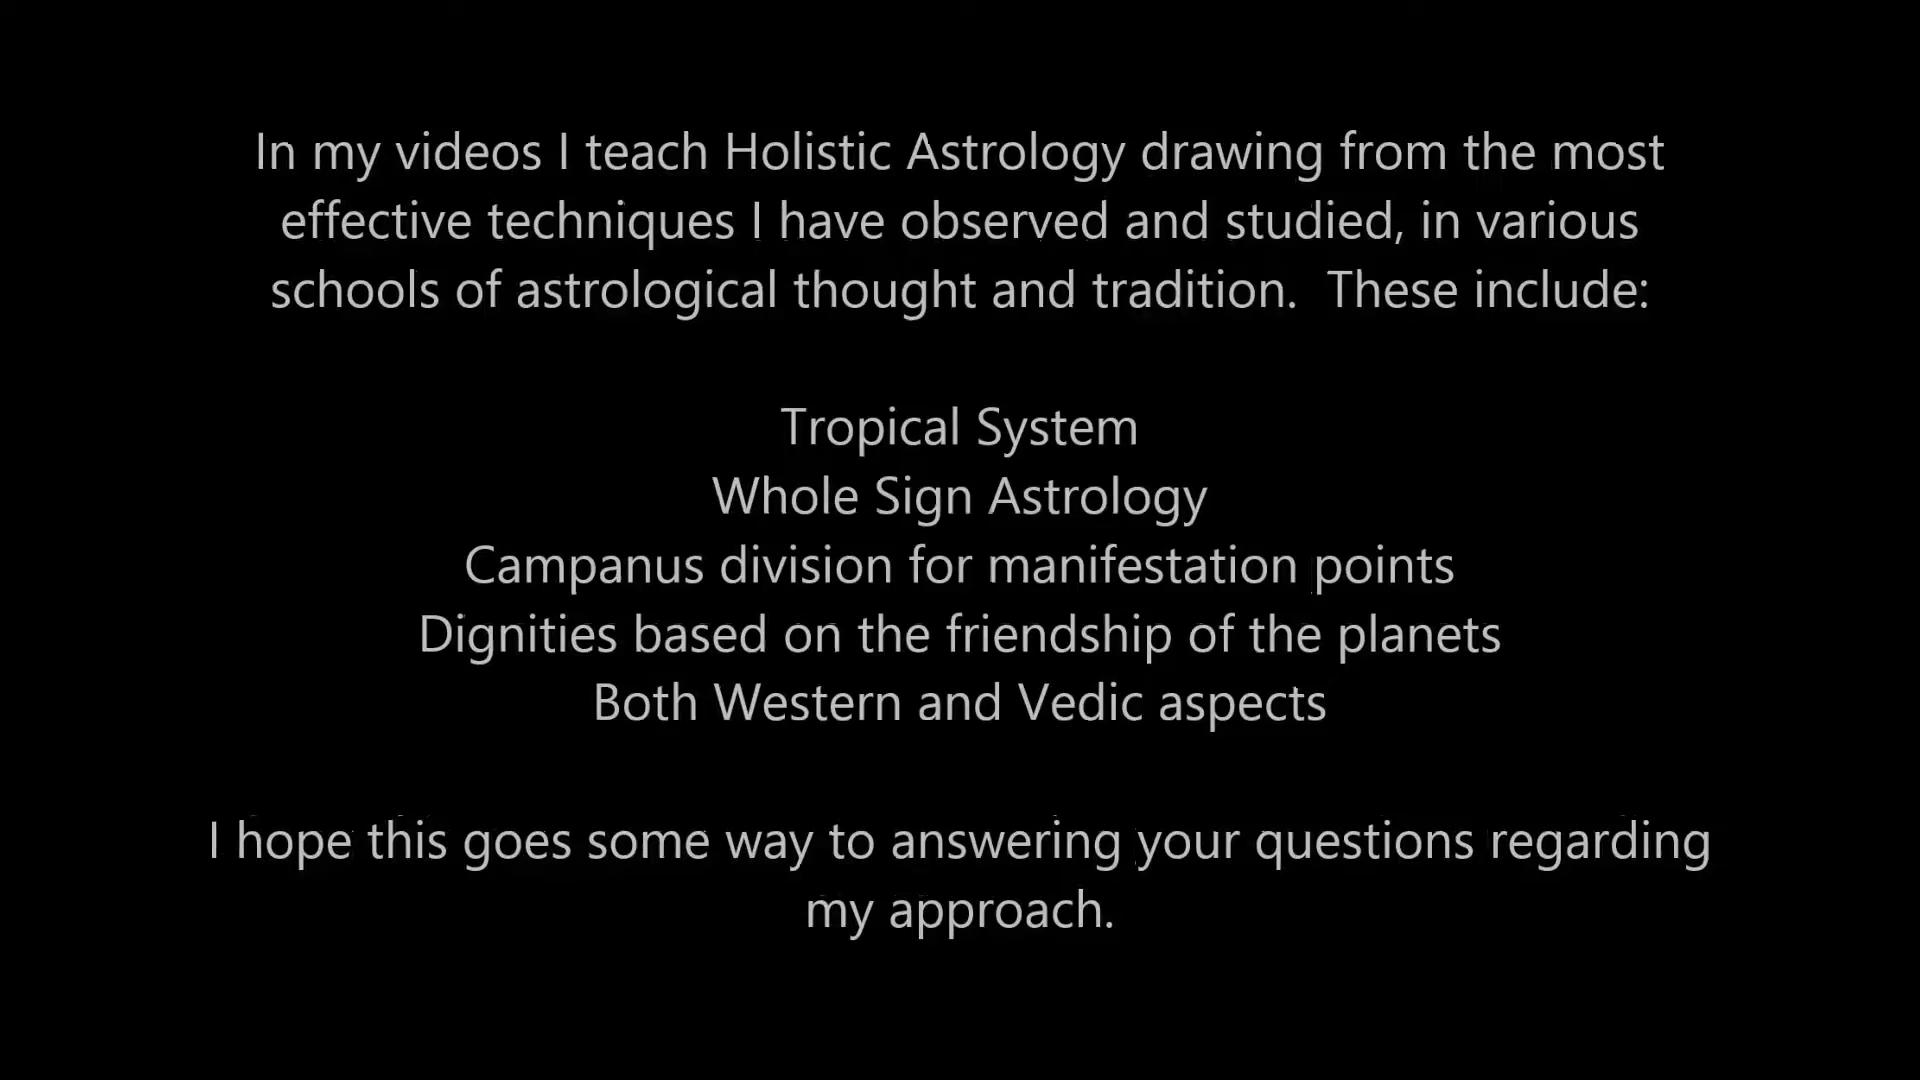 In my videos I teach Holistic Astrology drawing from the most
effective techniques I have observed and studied, in various
schools of astrological thought and tradition.  These include:
Tropical System
Whole Sign Astrology
Campanus division for manifestation points
Dignities based on the friendship of the planets
Both Western and Vedic aspects
I hope this goes some way to answering your questions regarding
my approach.